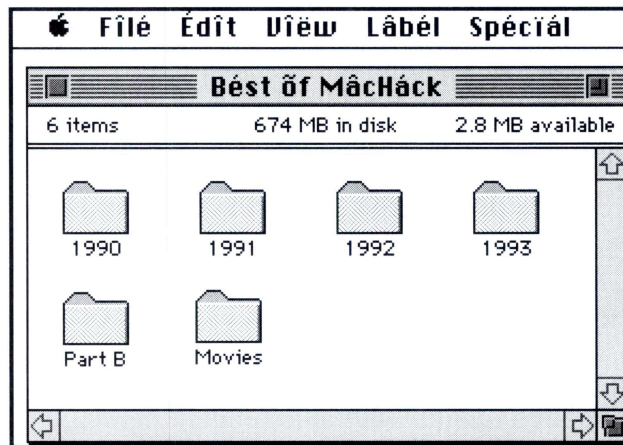 Fîlé Édît Vîëw Lâbél Spécïál
Bést õf MâcHáck
6 items 674 MB in disk 2.8 MB available
1990 1991 1992 1993
Part B Movies